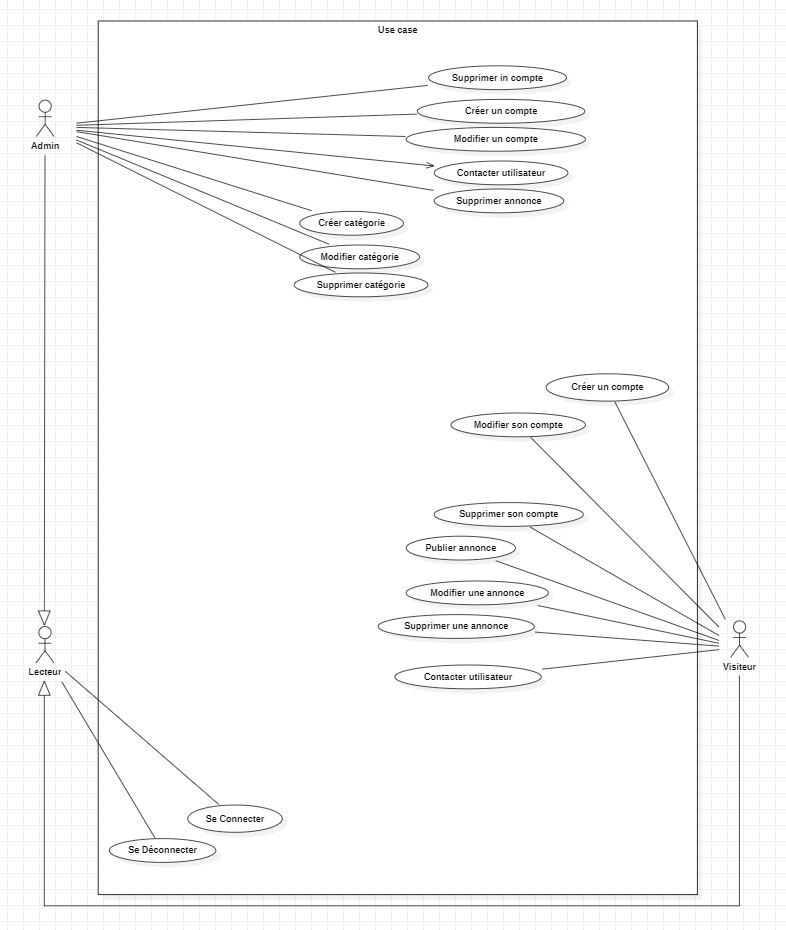 Use case
Supprimer in compte
Créer un compte
Modifier un compte
Admin
Contacter utilisateur
Supprimer annonce
Créer catégorie
Modifier catégorie
Supprimer catégorie
Créer un compte
Modifier son compte
Supprimer son compte
Publier annonce
Modifier une annonce
Supprimer une annonce
Visiteur
Lecteur
Contacter utilisateur
Se Connecter
Se Déconnecter